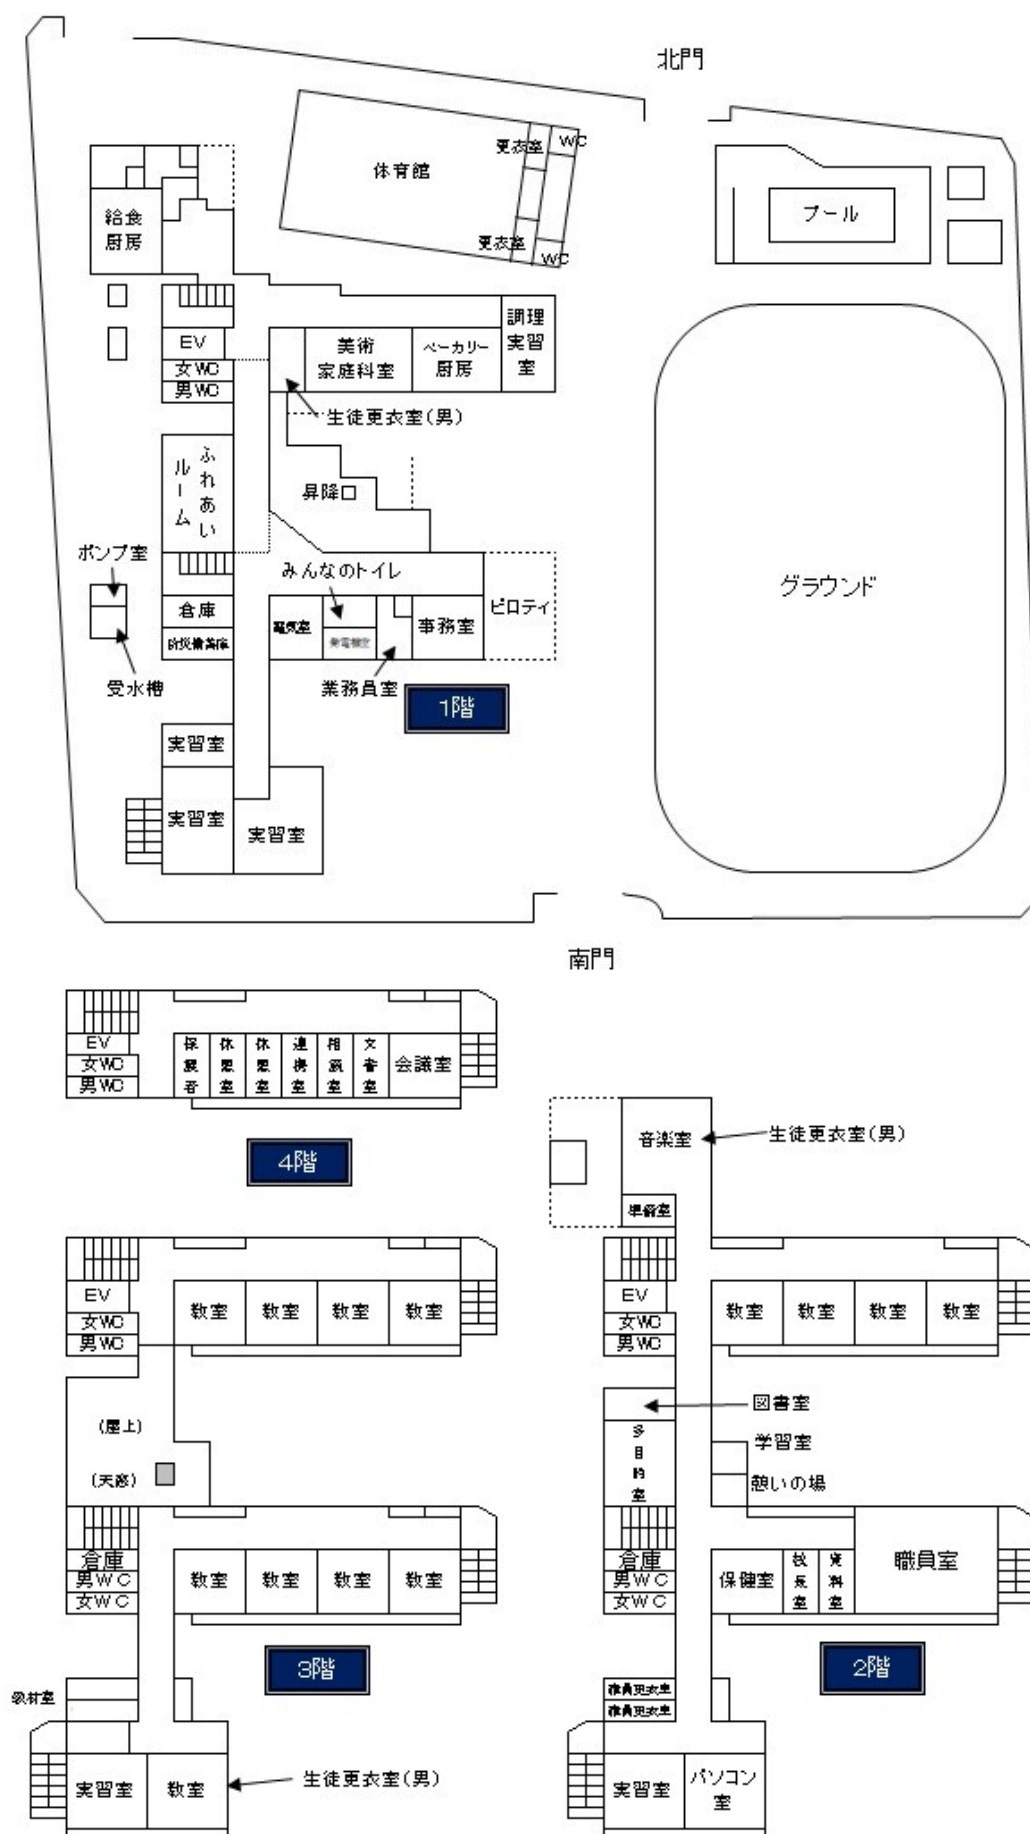 北門
体育館
更衣室
WC
更衣室
WC
プール
給食
厨房
EV
女WC
男WC
美術
家庭科室
ベーカリー
厨房
調理
実習
室
生徒更衣室(男)
ふれあい
ルーム
昇降口
グラウンド
ポンプ室
みんなのトイレ
倉庫
電気室
事務室
ピロティ
受水槽
業務員室
1階
実習室
実習室
実習室
南門
EV
女WC
男WC
保護者
休憩室
休憩室
連携室
相談室
文書室
会議室
4階
音楽室
生徒更衣室(男)
準備室
EV
女WC
男WC
教室
教室
教室
教室
EV
女WC
男WC
教室
教室
教室
教室
(屋上)
(天窓)
図書室
多目的室
学習室
憩いの場
倉庫
男WC
女WC
教室
教室
教室
教室
倉庫
男WC
女WC
保健室
校長室
資料室
職員室
3階
2階
教材室
実習室
教室
生徒更衣室(男)
実習室
パソコン
室